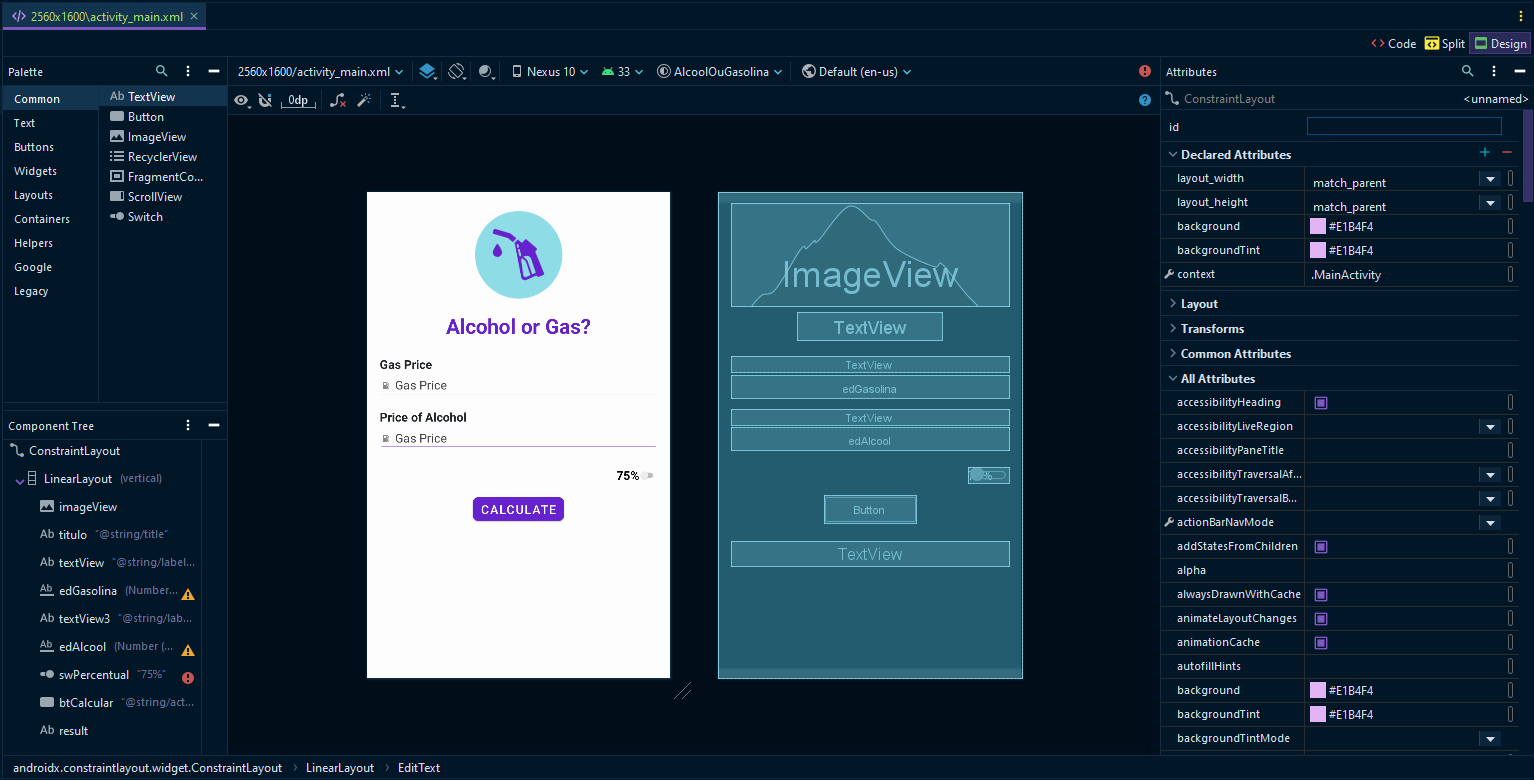 2560x1600\activity_main.xml
Code Split Design
Palette
Common
Text
Buttons
Widgets
Layouts
Containers
Helpers
Google
Legacy
Ab TextView
Button
ImageView
RecyclerView
FragmentCo...
ScrollView
Switch
Component Tree
ConstraintLayout
LinearLayout (vertical)
imageView
Ab titulo "@string/title"
Ab textView "@string/label...
Ab edGasolina (Number...
Ab textView3 "@string/lab...
Ab edAlcool (Number (...
swPercentual "75%"
btCalcular "@string/act...
Ab result
2560x1600/activity_main.xml Nexus 10 33 AlcoolOuGasolina Default (en-us)
0dp
Alcohol or Gas?
Gas Price
Gas Price
Price of Alcohol
Gas Price
75%
CALCULATE
ImageView
TextView
TextView
edGasolina
TextView
edAlcool
Button
TextView
Attributes
ConstraintLayout <unnamed>
id
Declared Attributes
layout_width match_parent
layout_height match_parent
background #E1B4F4
backgroundTint #E1B4F4
context .MainActivity
Layout
Transforms
Common Attributes
All Attributes
accessibilityHeading
accessibilityLiveRegion
accessibilityPaneTitle
accessibilityTraversalAf...
accessibilityTraversalB...
actionBarNavMode
addStatesFromChildren
alpha
alwaysDrawnWithCache
animateLayoutChanges
animationCache
autofillHints
background #E1B4F4
backgroundTint #E1B4F4
backgroundTintMode
androidx.constraintlayout.widget.ConstraintLayout > LinearLayout > EditText